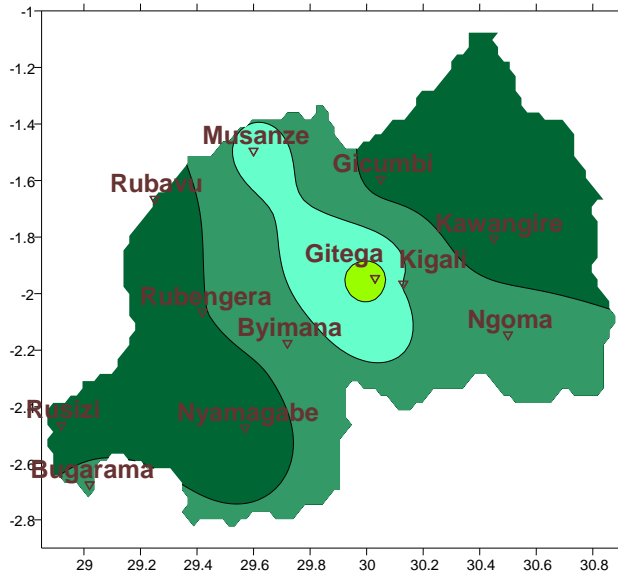 -1
-1.2
-1.4
Musanze
Gicumbi
-1.6
Rubavu
-1.8
Kawangire
Gitega
Kigali
-2
Rubengera
Ngoma
Byimana
-2.2
-2.4
Rusizi
Nyamagabe
-2.6
Bugarama
-2.8
29 29.2 29.4 29.6 29.8 30 30.2 30.4 30.6 30.8